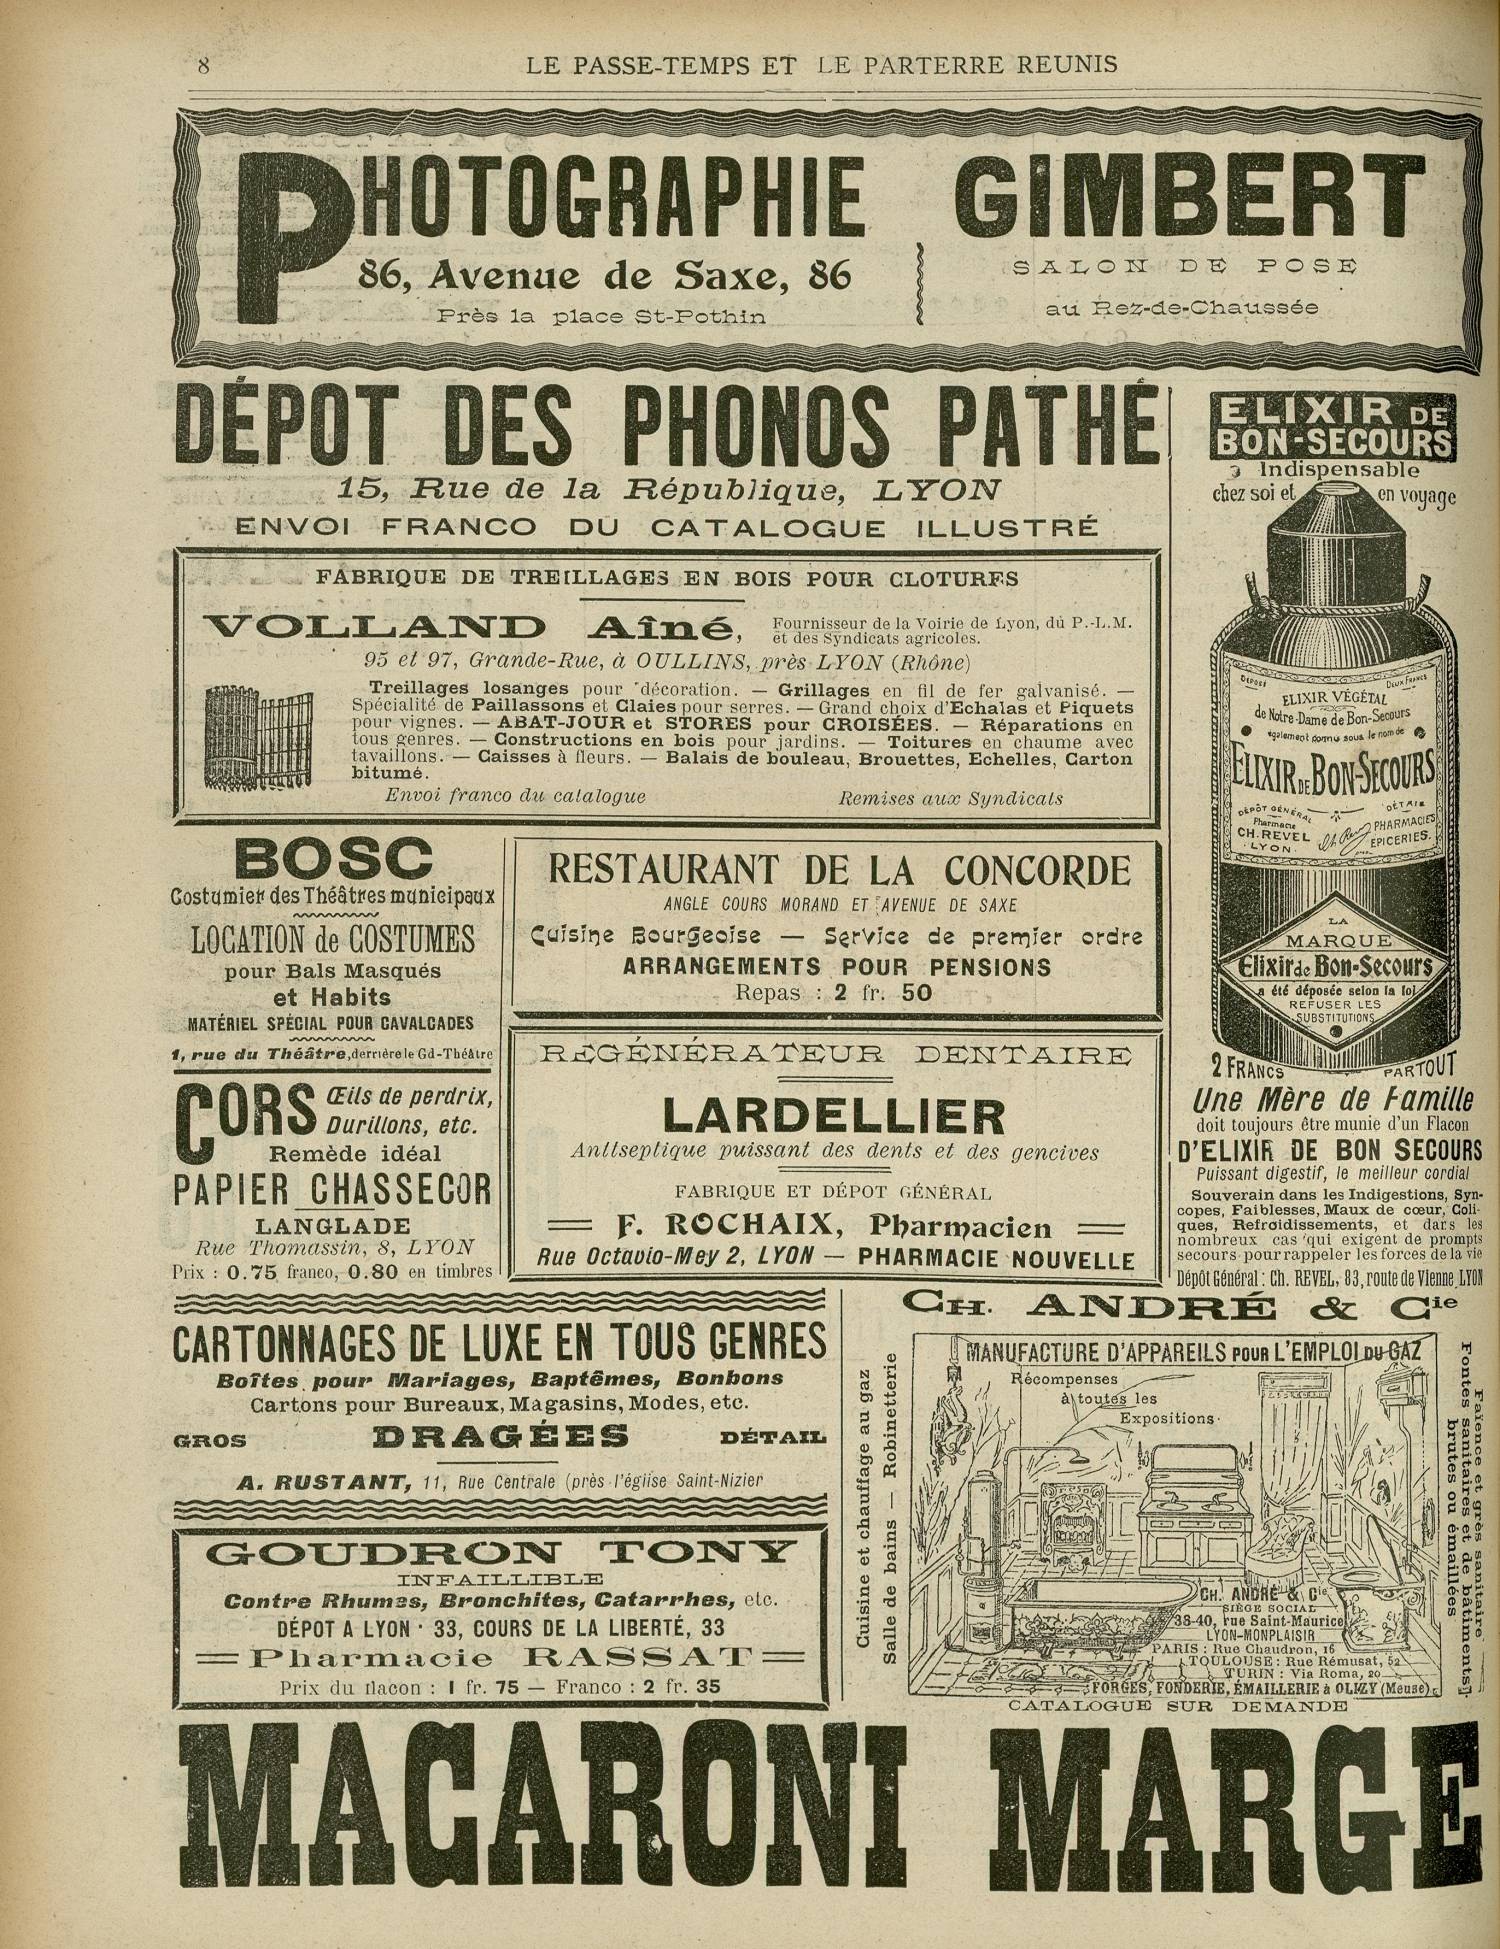 8
LE PASSE-TEMPS ET LE PARTERRE REUNIS
PHOTOGRAPHIE GIMBERT
86, Avenue de Saxe, 86
Près la place St-Pothin
SALON DE POSE
au Rez-de-Chaussée
DÉPOT DES PHONOS PATHÉ
15, Rue de la République, LYON
ENVOI FRANCO DU CATALOGUE ILLUSTRÉ
FABRIQUE DE TREILLAGES EN BOIS POUR CLOTURES
VOLLAND Aîné,
Fournisseur de la Voirie de Lyon, du P.-L.M.
et des Syndicats agricoles.
95 et 97, Grande-Rue, à OULLINS, près LYON (Rhône)
Treillages losanges pour décoration. — Grillages en fil de fer galvanisé. —
Spécialité de Paillassons et Claies pour serres. — Grand choix d'Echalas et Piquets
pour vignes. — ABAT-JOUR et STORES pour CROISÉES. — Réparations en
tous genres. — Constructions en bois pour jardins. — Toitures en chaume avec
tavaillons. — Caisses à fleurs. — Balais de bouleau, Brouettes, Echelles, Carton
bitumé.
Envoi franco du catalogue
Remises aux Syndicats
BOSC
Costumier des Théâtres municipaux
LOCATION de COSTUMES
pour Bals Masqués
et Habits
MATÉRIEL SPÉCIAL POUR CAVALCADES
1, rue du Théâtre, derrière le Gd-Théâtre
CORS Œils de perdrix,
Durillons, etc.
Remède idéal
PAPIER CHASSECOR
LANGLADE
Rue Thomassin, 8, LYON
Prix : 0.75 franco, 0.80 en timbres
RESTAURANT DE LA CONCORDE
ANGLE COURS MORAND ET AVENUE DE SAXE
Cuisine Bourgeoise — Service de premier ordre
ARRANGEMENTS POUR PENSIONS
Repas : 2 fr. 50
REGÉNÉRATEUR DENTAIRE
LARDELLIER
Antiseptique puissant des dents et des gencives
FABRIQUE ET DÉPOT GÉNÉRAL
F. ROCHAIX, Pharmacien
Rue Octavio-Mey 2, LYON — PHARMACIE NOUVELLE
ELIXIR DE
BON-SECOURS
Indispensable
chez soi et en voyage
DÉPOSÉ
DEUX FRANCS
ELIXIR VÉGÉTAL
de Notre-Dame de Bon-Secours
également connu sous le nom de
ELIXIR DE BON-SECOURS
DÉPÔT GÉNÉRAL
Pharmacie
CH. REVEL
LYON.
Ch. Revel
DÉTAIL
PHARMACIES
EPICERIES.
LA
MARQUE
Elixir de Bon-Secours
a été déposée selon la loi
REFUSER LES
SUBSTITUTIONS
2 FRANCS PARTOUT
Une Mère de Famille
doit toujours être munie d'un Flacon
D'ELIXIR DE BON SECOURS
Puissant digestif, le meilleur cordial
Souverain dans les Indigestions, Syn-
copes, Faiblesses, Maux de cœur, Coli-
ques, Refroidissements, et dans les
nombreux cas qui exigent de prompts
secours pour rappeler les forces de la vie
Dépôt Général : Ch. REVEL, 83, route de Vienne LYON
CARTONNAGES DE LUXE EN TOUS GENRES
Boîtes pour Mariages, Baptêmes, Bonbons
Cartons pour Bureaux, Magasins, Modes, etc.
GROS DRAGÉES DÉTAIL
A. RUSTANT, 11, Rue Centrale (près l'église Saint-Nizier
GOUDRON TONY
INFAILLIBLE
Contre Rhumes, Bronchites, Catarrhes, etc.
DÉPOT A LYON · 33, COURS DE LA LIBERTÉ, 33
Pharmacie RASSAT
Prix du flacon : 1 fr. 75 — Franco : 2 fr. 35
CH. ANDRÉ & Cie
Cuisine et chauffage au gaz
Salle de bains — Robinetterie
MANUFACTURE D'APPAREILS POUR L'EMPLOI DU GAZ
Récompenses
à toutes les
Expositions
CH. ANDRÉ & Cie
SIÈGE SOCIAL
38-40, rue Saint-Maurice
LYON-MONPLAISIR
PARIS : Rue Chaudron, 16
TOULOUSE : Rue Rémusat, 52
TURIN : Via Roma, 20
FORGES, FONDERIE, ÉMAILLERIE à OLIZY (Meuse)
Faïence et grès sanitaire
Fontes sanitaires et de bâtiments,
brutes ou émaillées
CATALOGUE SUR DEMANDE
MACARONI MARGE